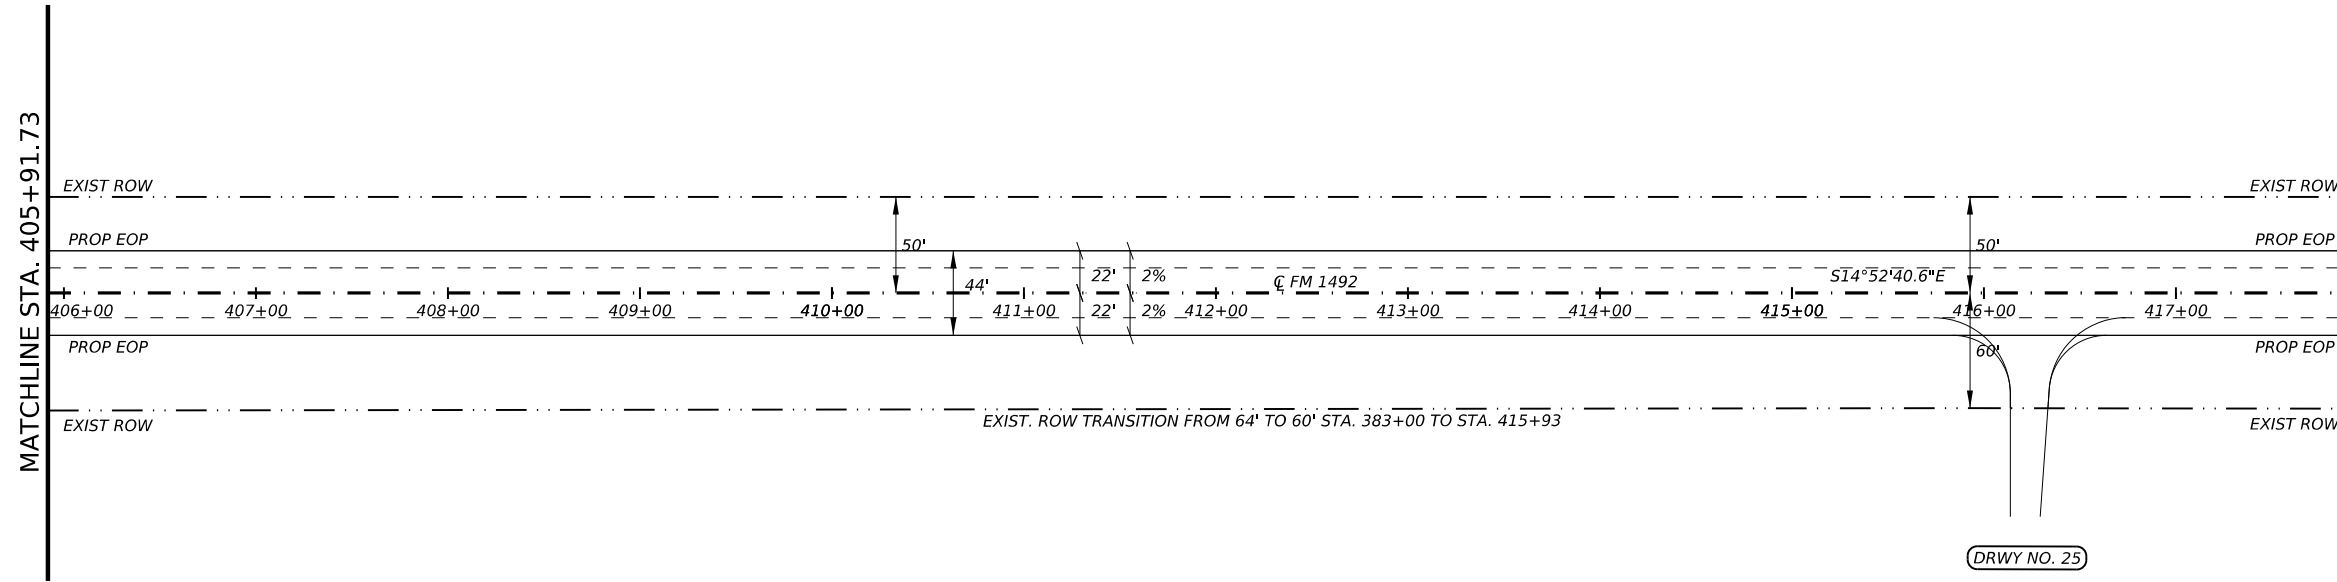 MATCHLINE STA. 405+91.73
EXIST ROW
EXIST ROW
PROP EOP
50'
50'
PROP EOP
44'
22'
2%
℄ FM 1492
S14°52'40.6"E
406+00
407+00
408+00
409+00
410+00
411+00
22'
2%
412+00
413+00
414+00
415+00
416+00
417+00
PROP EOP
60'
PROP EOP
EXIST ROW
EXIST. ROW TRANSITION FROM 64' TO 60' STA. 383+00 TO STA. 415+93
EXIST ROW
DRWY NO. 25